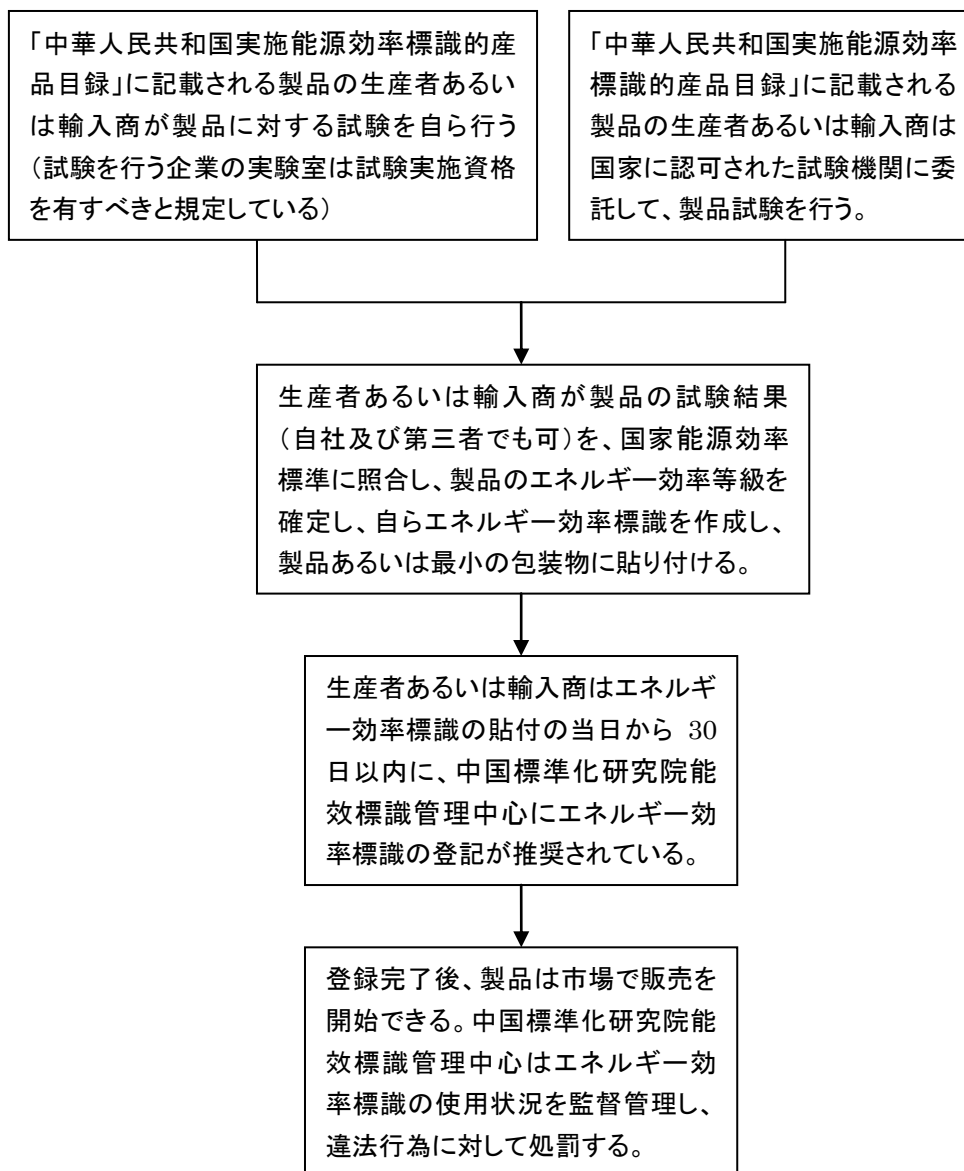 「中華人民共和国実施能源効率標識的産
品目録」に記載される製品の生産者あるい
は輸入商が製品に対する試験を自ら行う
(試験を行う企業の実験室は試験実施資格
を有すべきと規定している)
「中華人民共和国実施能源効率
標識的産品目録」に記載される
製品の生産者あるいは輸入商は
国家に認可された試験機関に委
託して、製品試験を行う。
生産者あるいは輸入商が製品の試験結果
(自社及び第三者でも可)を、国家能源効率
標準に照合し、製品のエネルギー効率等級を
確定し、自らエネルギー効率標識を作成し、
製品あるいは最小の包装物に貼り付ける。
生産者あるいは輸入商はエネルギ
ー効率標識の貼付の当日から 30
日以内に、中国標準化研究院能
效標識管理中心にエネルギー効
率標識の登記が推奨されている。
登録完了後、製品は市場で販売を
開始できる。中国標準化研究院能
效標識管理中心はエネルギー効
率標識の使用状況を監督管理し、
違法行為に対して処罰する。